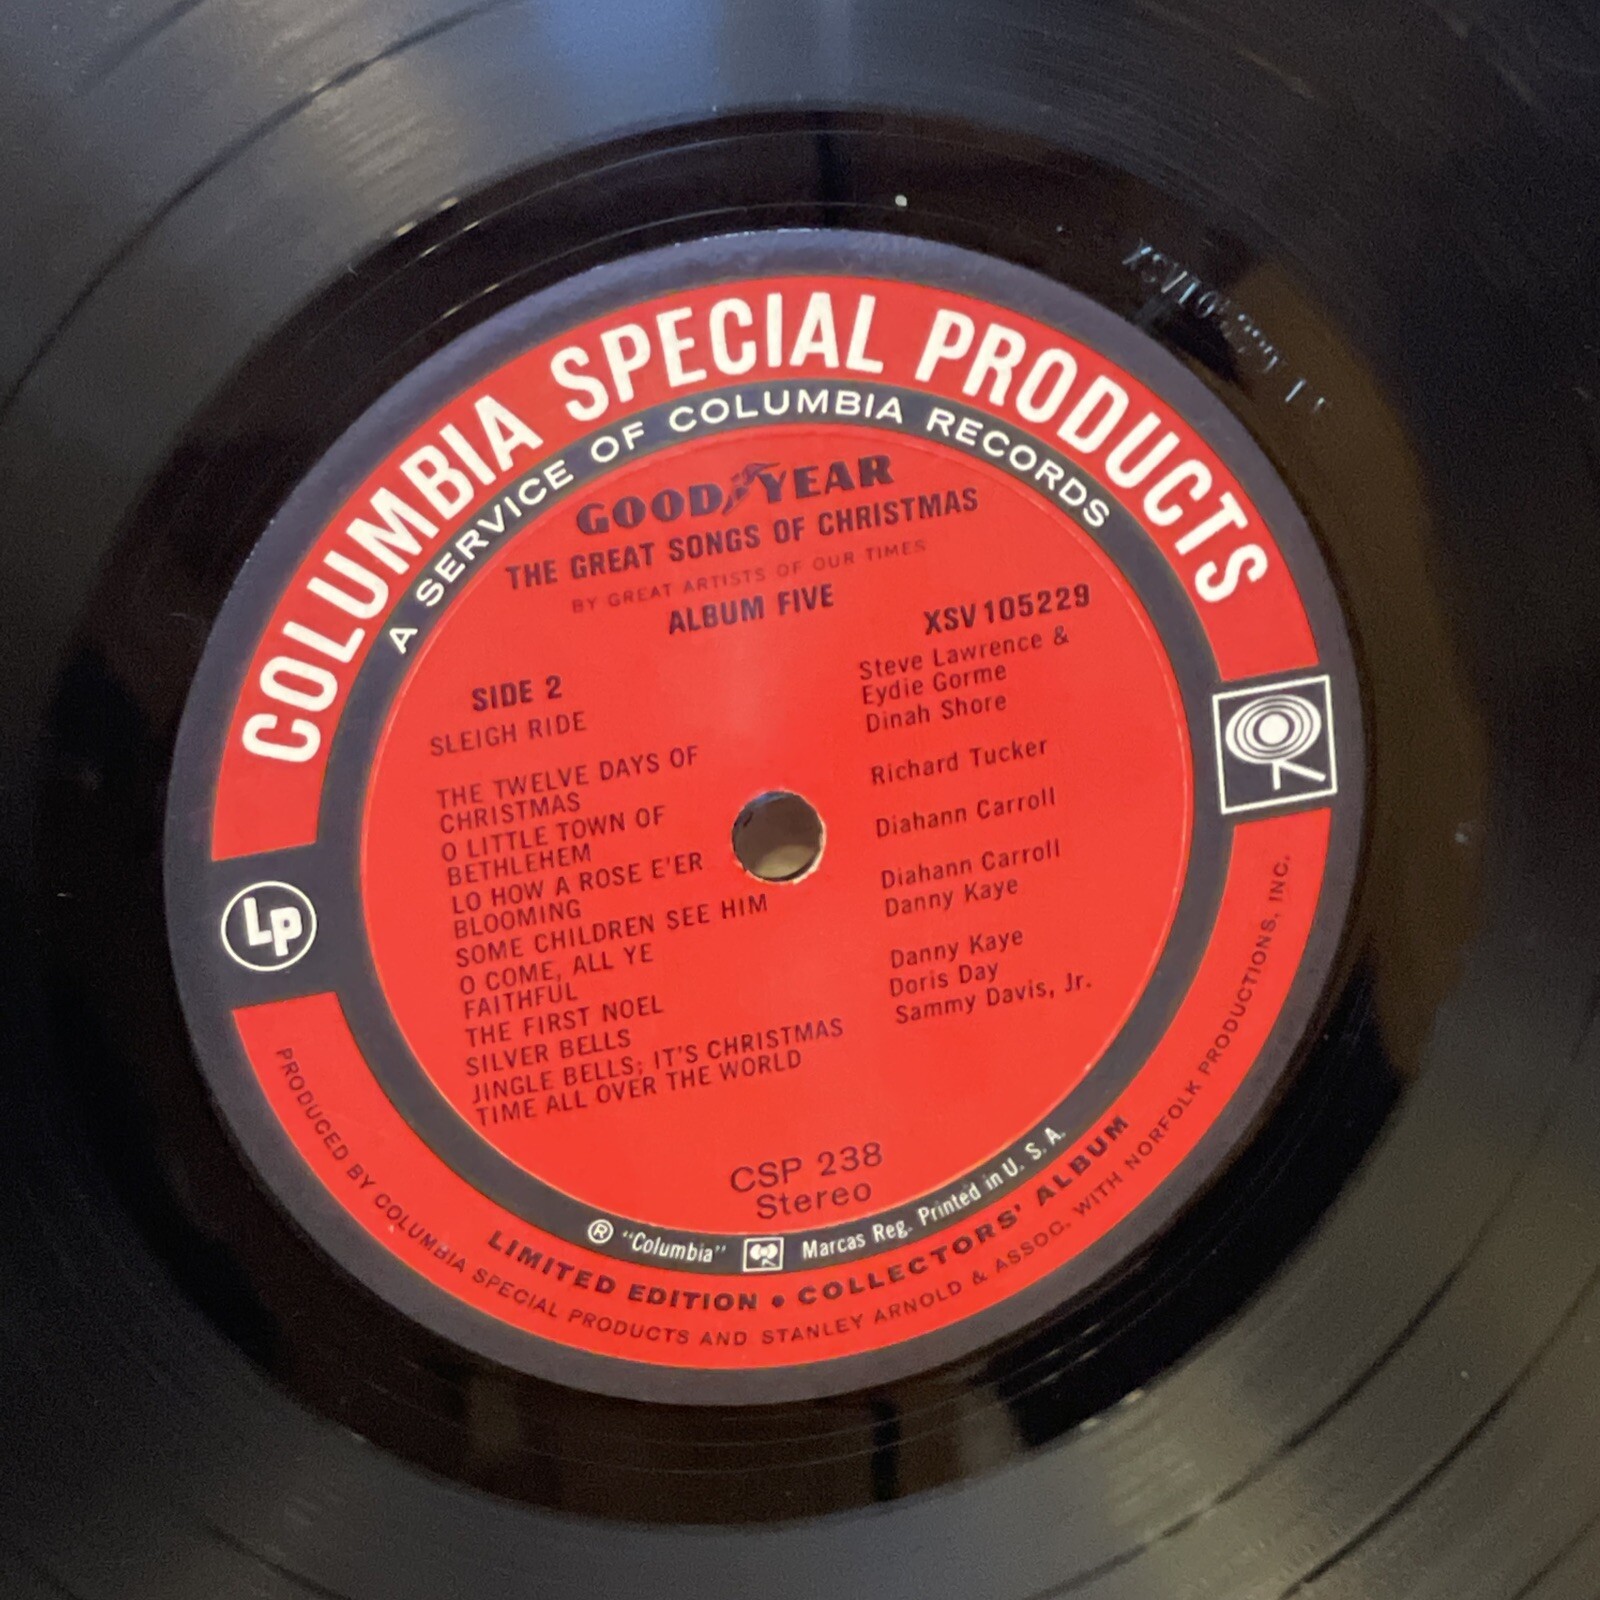 COLUMBIA SPECIAL PRODUCTS
A SERVICE OF COLUMBIA RECORDS
GOODYEAR
THE GREAT SONGS OF CHRISTMAS
BY GREAT ARTISTS OF OUR TIMES
ALBUM FIVE
XSV 105229
SIDE 2
SLEIGH RIDE
Steve Lawrence &
Eydie Gorme
THE TWELVE DAYS OF
CHRISTMAS
Dinah Shore
O LITTLE TOWN OF
BETHLEHEM
Richard Tucker
LO HOW A ROSE E'ER
BLOOMING
Diahann Carroll
SOME CHILDREN SEE HIM
Diahann Carroll
O COME, ALL YE
FAITHFUL
Danny Kaye
THE FIRST NOEL
Danny Kaye
SILVER BELLS
Doris Day
JINGLE BELLS; IT'S CHRISTMAS
TIME ALL OVER THE WORLD
Sammy Davis, Jr.
CSP 238
Stereo
LP
® "Columbia" Marcas Reg. Printed in U. S. A.
LIMITED EDITION • COLLECTORS' ALBUM
PRODUCED BY COLUMBIA SPECIAL PRODUCTS AND STANLEY ARNOLD & ASSOC. WITH NORFOLK PRODUCTIONS, INC.